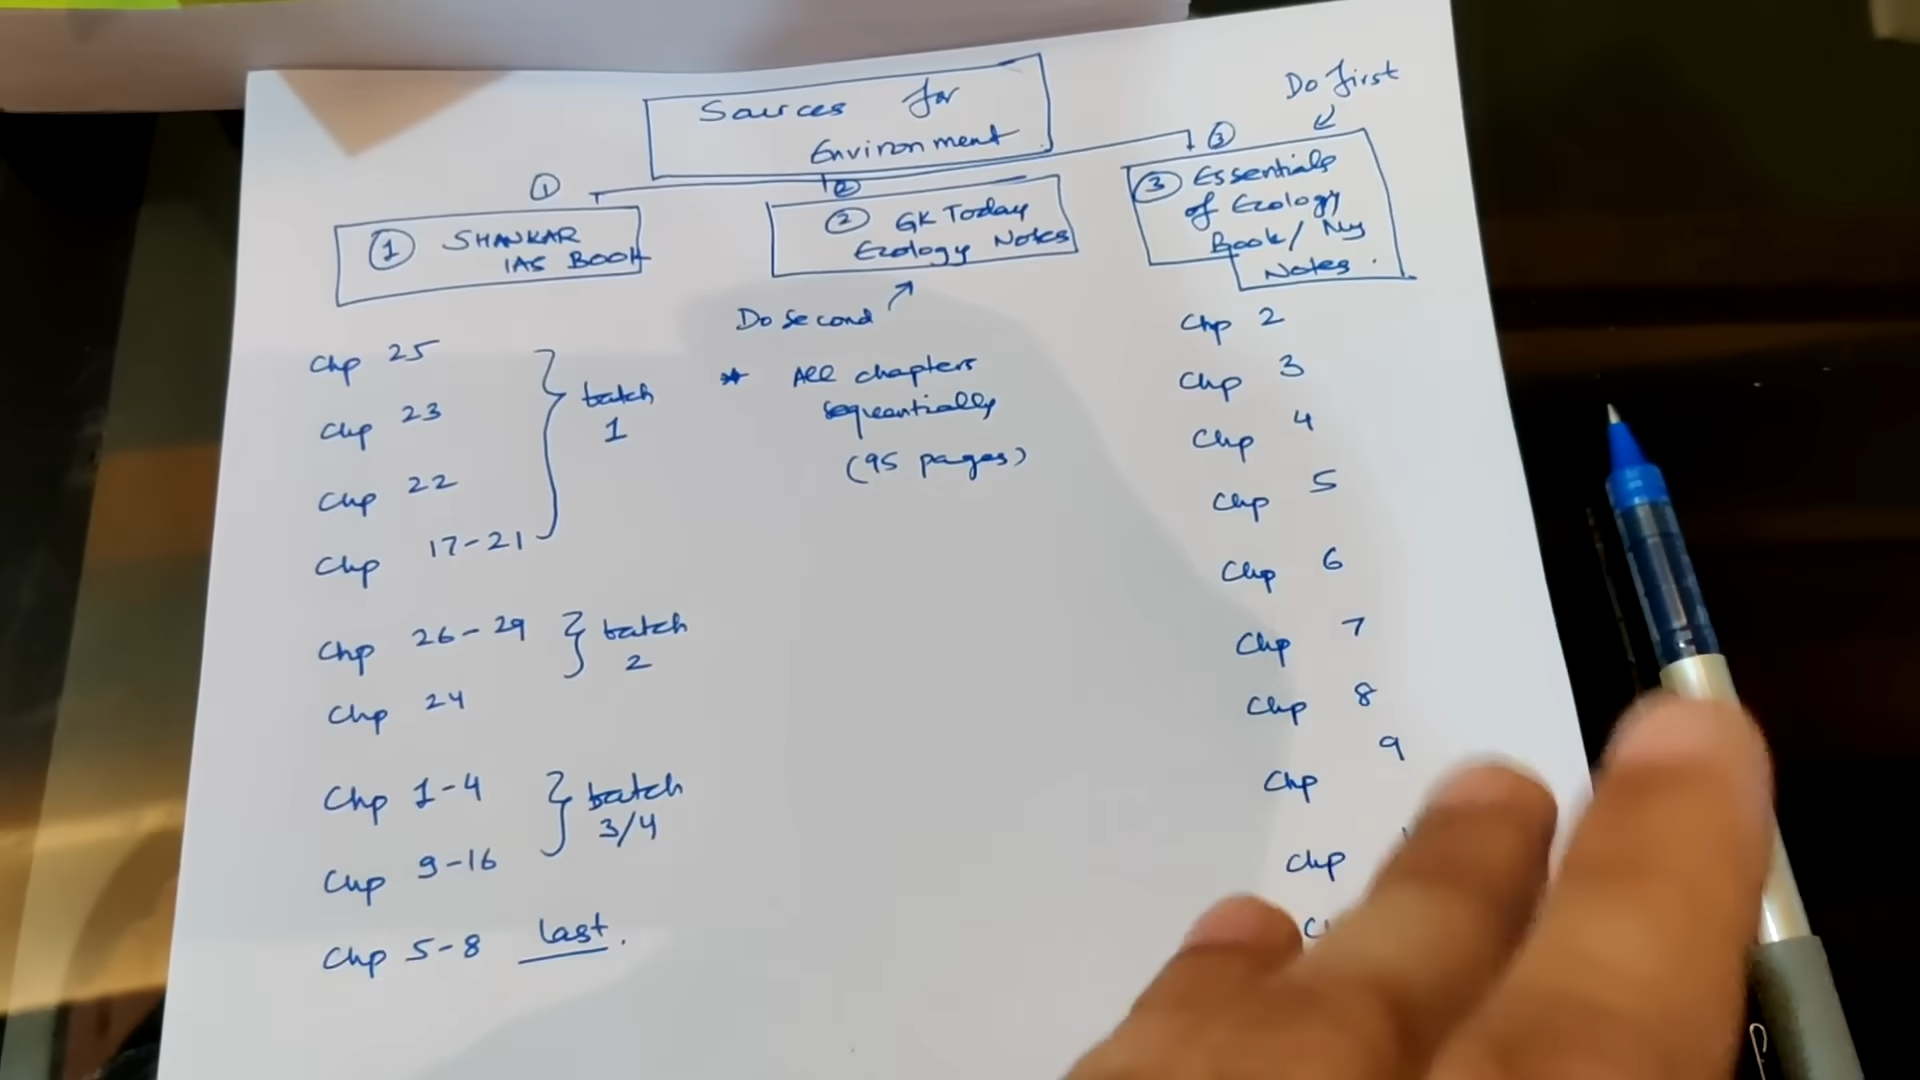 Sources for
Environment
Do first
①
② 
③
① SHANKAR
IAS BOOK
② GK Today
Ecology Notes
③ Essentials
of Ecology
Book/ My
Notes.
Do Second
* All chapters
sequentially
(95 pages)
Chp 25
Chp 23
Chp 22
Chp 17-21
batch
1
Chp 26-29
Chp 24
batch
2
Chp 1-4
Chp 9-16
batch
3/4
Chp 5-8 last.
Chp 2
Chp 3
Chp 4
Chp 5
Chp 6
Chp 7
Chp 8
Chp 9
Chp